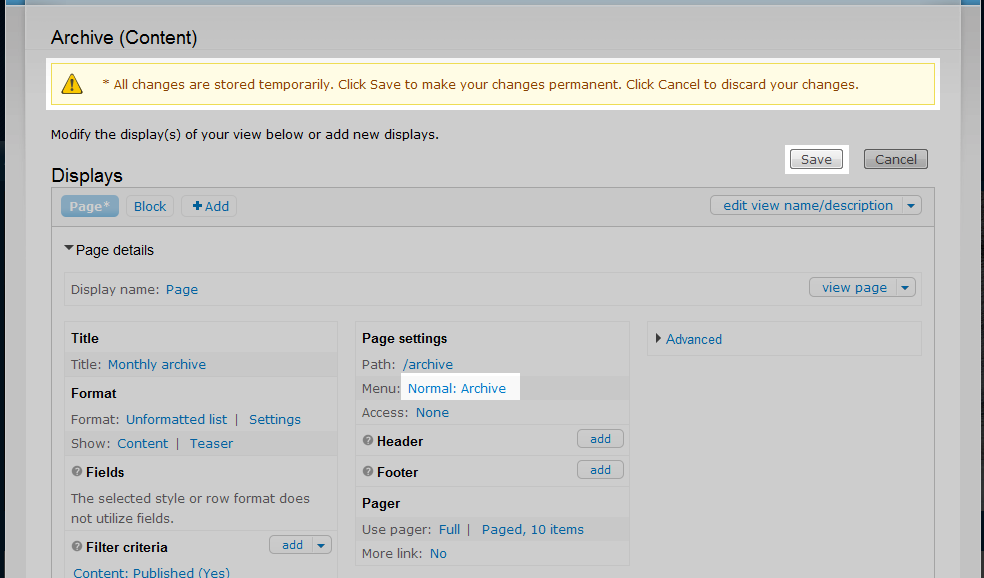 Archive (Content)
* All changes are stored temporarily. Click Save to make your changes permanent. Click Cancel to discard your changes.
Modify the display(s) of your view below or add new displays.
Save Cancel
Displays
Page* Block + Add edit view name/description
Page details
Display name: Page view page
Title
Title: Monthly archive
Format
Format: Unformatted list | Settings
Show: Content | Teaser
Fields
The selected style or row format does
not utilize fields.
Filter criteria add
Content: Published (Yes)
Page settings
Path: /archive
Menu: Normal: Archive
Access: None
Header add
Footer add
Pager
Use pager: Full | Paged, 10 items
More link: No
Advanced